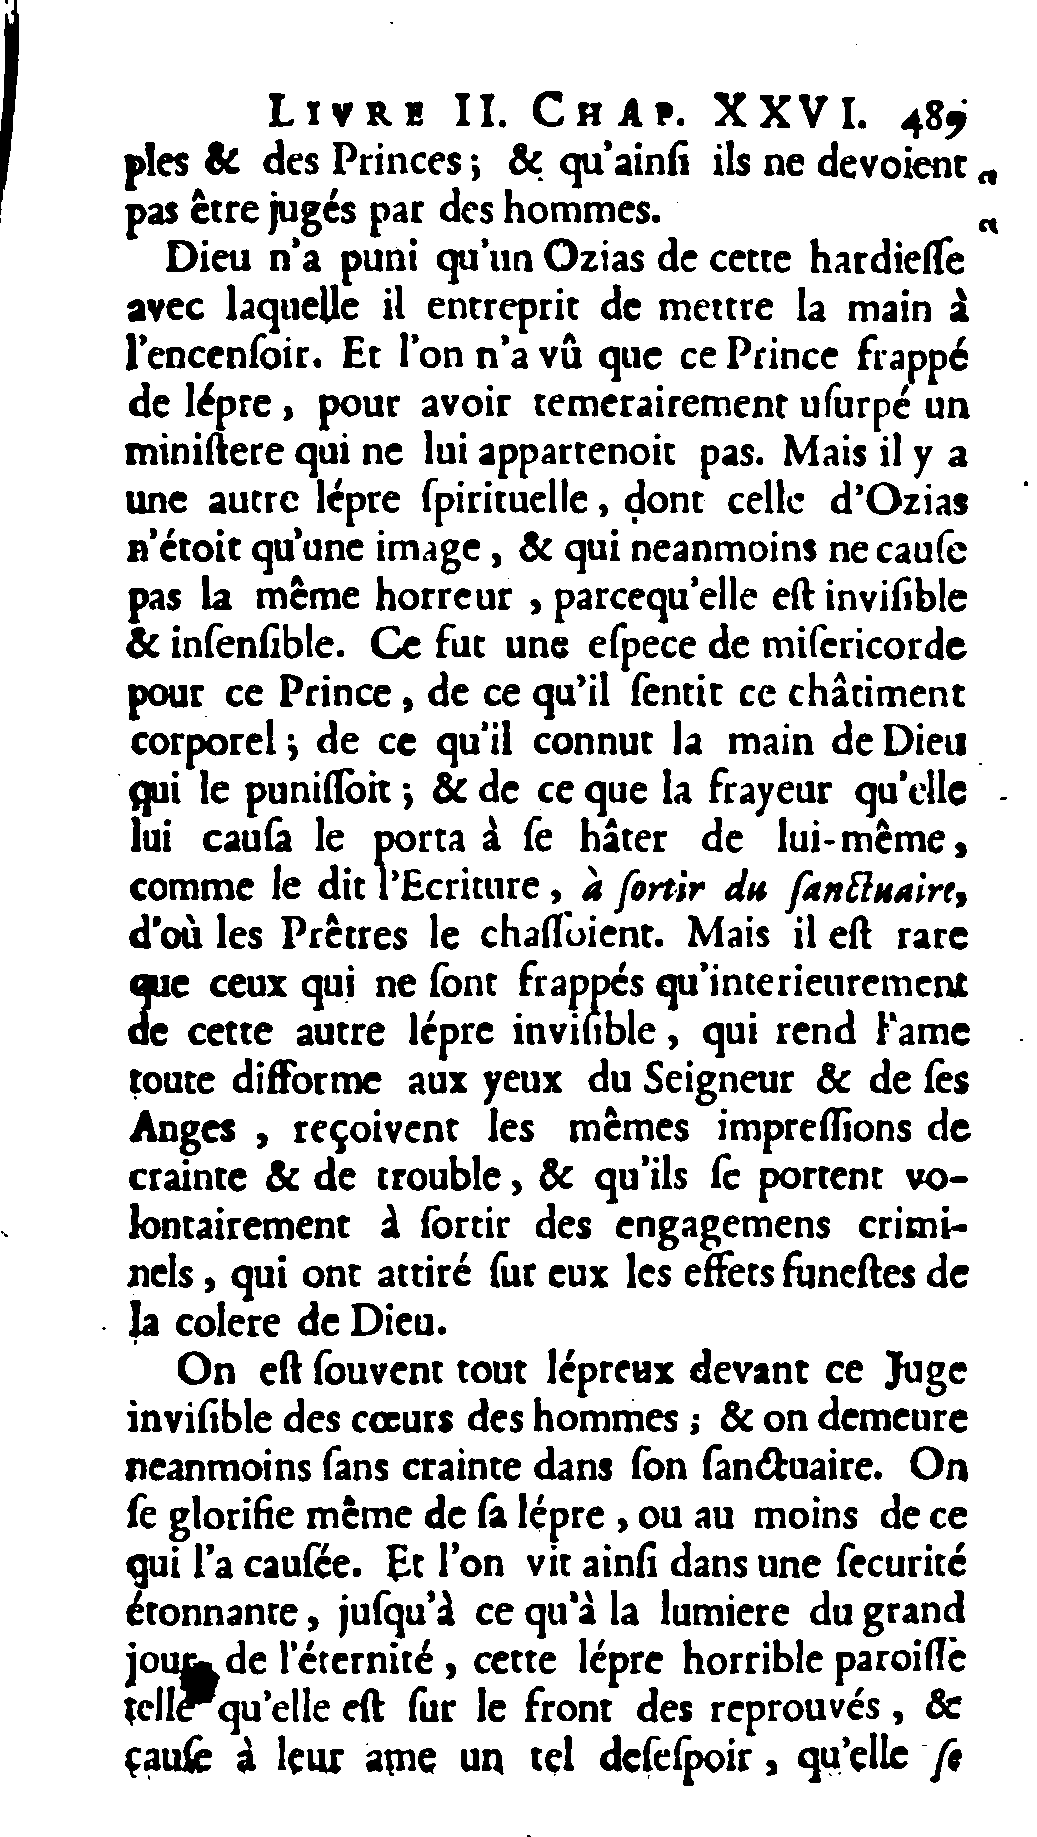 LIVRE II. CHAP. XXVI. 489
ples & des Princes; & qu'ainſi ils ne devoient „
pas être jugés par des hommes. „
Dieu n'a puni qu'un Ozias de cette hardieſſe
avec laquelle il entreprit de mettre la main à
l'encenſoir. Et l'on n'a vû que ce Prince frappé
de lépre, pour avoir temerairement uſurpé un
miniſtere qui ne lui appartenoit pas. Mais il y a
une autre lépre ſpirituelle, dont celle d'Ozias
n'étoit qu'une image, & qui neanmoins ne cauſe
pas la même horreur, parcequ'elle eſt inviſible
& inſenſible. Ce fut une eſpece de miſericorde
pour ce Prince, de ce qu'il ſentit ce châtiment
corporel; de ce qu'il connut la main de Dieu
qui le puniſſoit; & de ce que la frayeur qu'elle
lui cauſa le porta à ſe hâter de lui-même,
comme le dit l'Ecriture, à ſortir du ſanctuaire,
d'où les Prêtres le chaſſoient. Mais il eſt rare
que ceux qui ne ſont frappés qu'interieurement
de cette autre lépre inviſible, qui rend l'ame
toute difforme aux yeux du Seigneur & de ſes
Anges, reçoivent les mêmes impreſſions de
crainte & de trouble, & qu'ils ſe portent vo-
lontairement à ſortir des engagemens crimi-
nels, qui ont attiré ſur eux les effets funeſtes de
la colere de Dieu.
On eſt ſouvent tout lépreux devant ce Juge
inviſible des cœurs des hommes; & on demeure
neanmoins ſans crainte dans ſon ſanctuaire. On
ſe glorifie même de ſa lépre, ou au moins de ce
qui l'a cauſée. Et l'on vit ainſi dans une ſecurité
étonnante, juſqu'à ce qu'à la lumiere du grand
jour de l'éternité, cette lépre horrible paroiſſe
telle qu'elle eſt ſur le front des reprouvés, &
cauſe à leur ame un tel deſeſpoir, qu'elle ſe